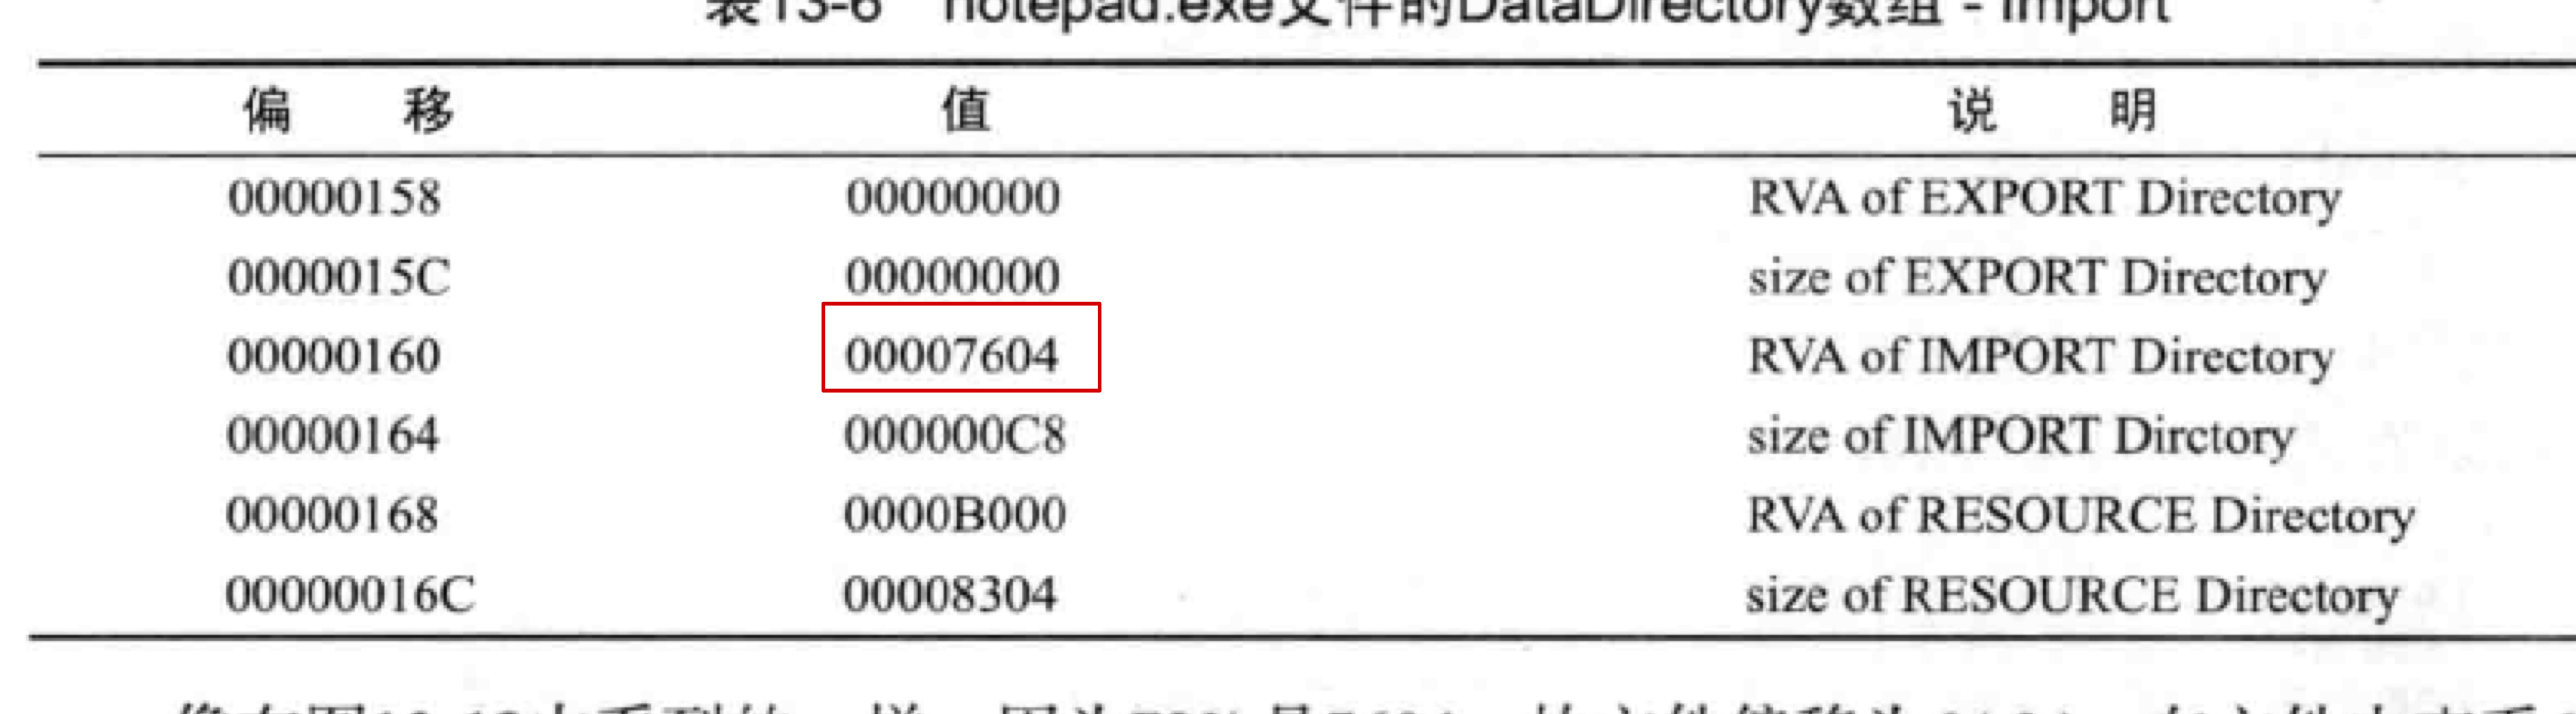 表13-6 notepad.exe文件的DataDirectory数组 - Import
偏 移 值 说 明
00000158 00000000 RVA of EXPORT Directory
0000015C 00000000 size of EXPORT Directory
00000160 00007604 RVA of IMPORT Directory
00000164 000000C8 size of IMPORT Dirctory
00000168 0000B000 RVA of RESOURCE Directory
00000016C 00008304 size of RESOURCE Directory